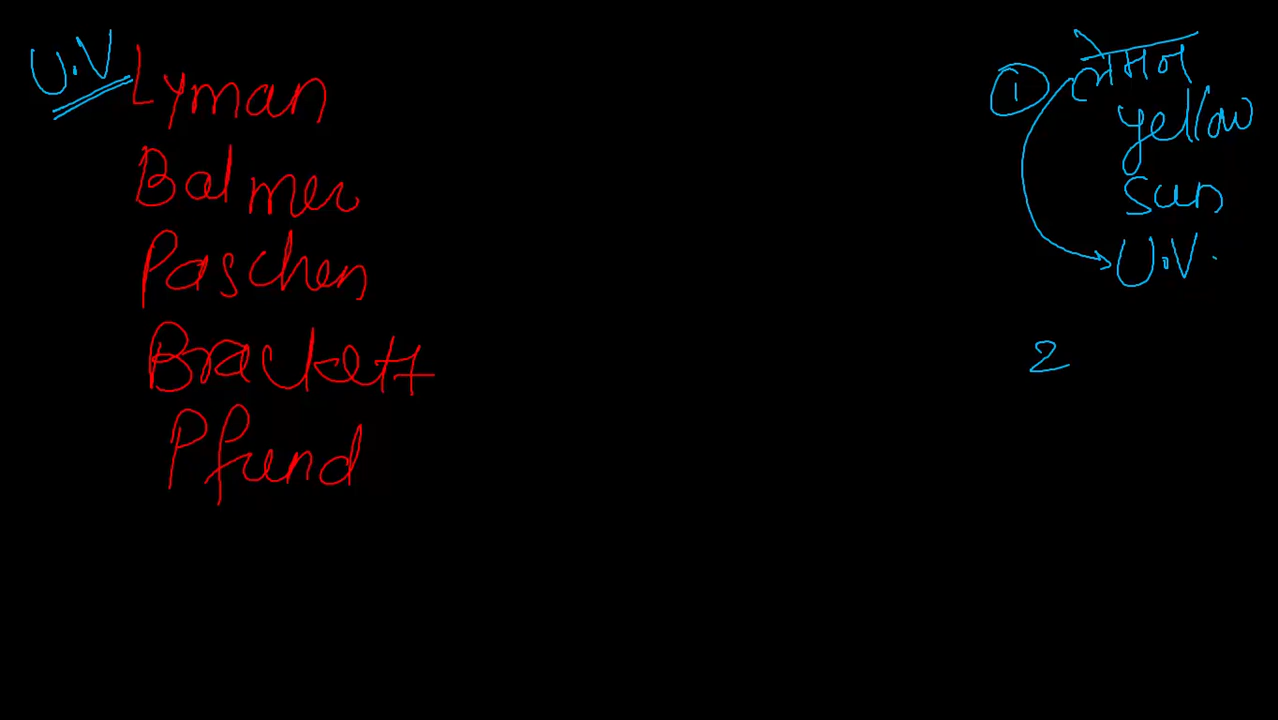 U.V Lyman
Balmer
Paschen
Brackett
Pfund
① लेमन
yellow
sun
U.V.
2